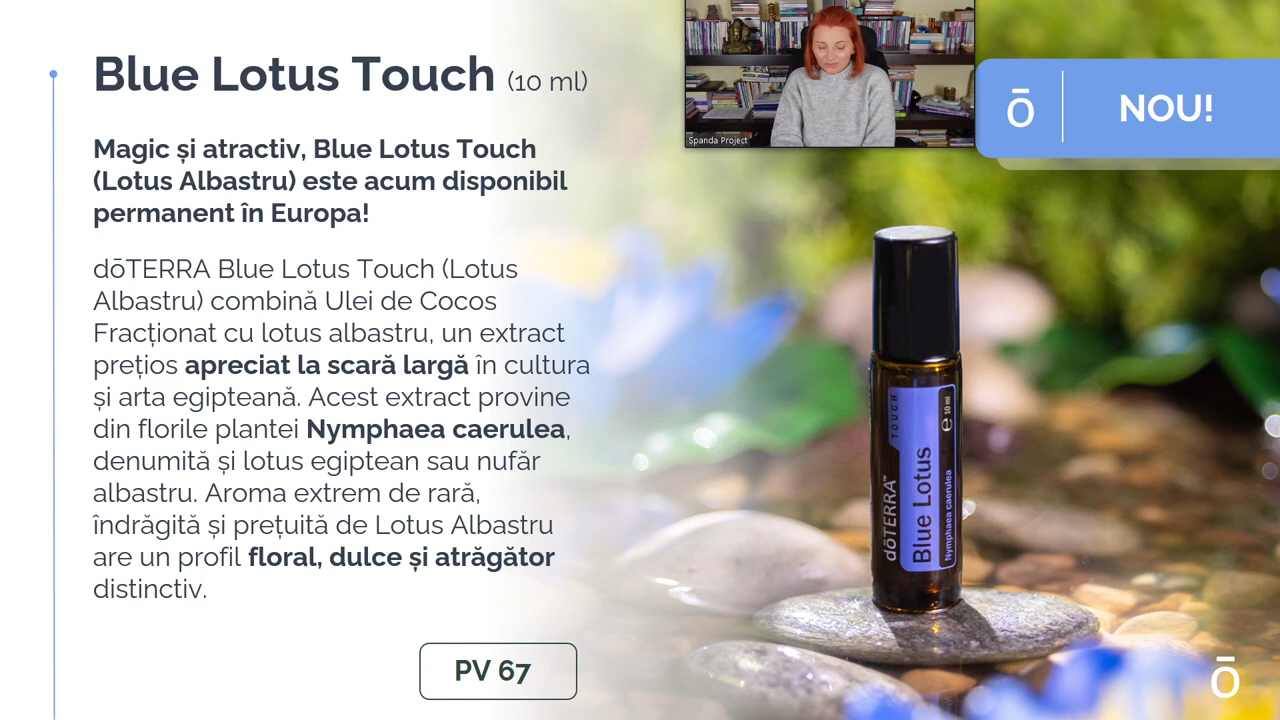 Blue Lotus Touch (10 ml)
Magic și atractiv, Blue Lotus Touch
(Lotus Albastru) este acum disponibil
permanent în Europa!
dōTERRA Blue Lotus Touch (Lotus
Albastru) combină Ulei de Cocos
Fracționat cu lotus albastru, un extract
prețios apreciat la scară largă în cultura
și arta egipteană. Acest extract provine
din florile plantei Nymphaea caerulea,
denumită și lotus egiptean sau nufăr
albastru. Aroma extrem de rară,
îndrăgită și prețuită de Lotus Albastru
are un profil floral, dulce și atrăgător
distinctiv.
PV 67
Spanda Project
ō
NOU!
dōTERRA™
TOUCH
Blue Lotus
Nymphaea caerulea
℮ 10 ml
ō